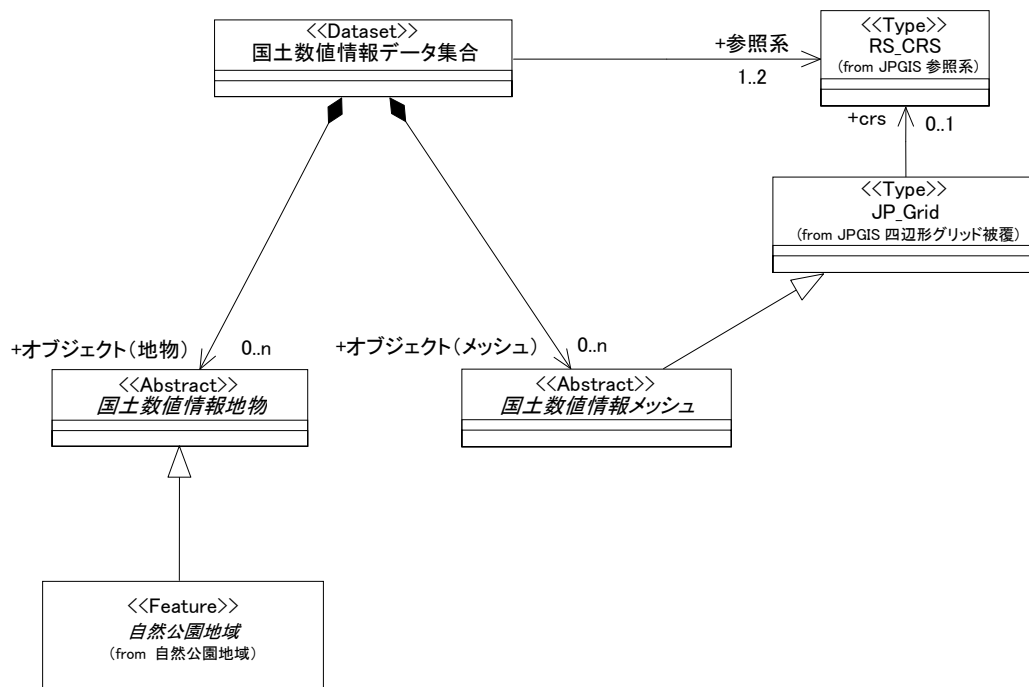 <<Dataset>>
国土数値情報データ集合
+参照系
1..2
<<Type>>
RS_CRS
(from JPGIS 参照系)
+crs
0..1
<<Type>>
JP_Grid
(from JPGIS 四辺形グリッド被覆)
+オブジェクト(地物)
0..n
+オブジェクト(メッシュ)
0..n
<<Abstract>>
国土数値情報地物
<<Abstract>>
国土数値情報メッシュ
<<Feature>>
自然公園地域
(from 自然公園地域)